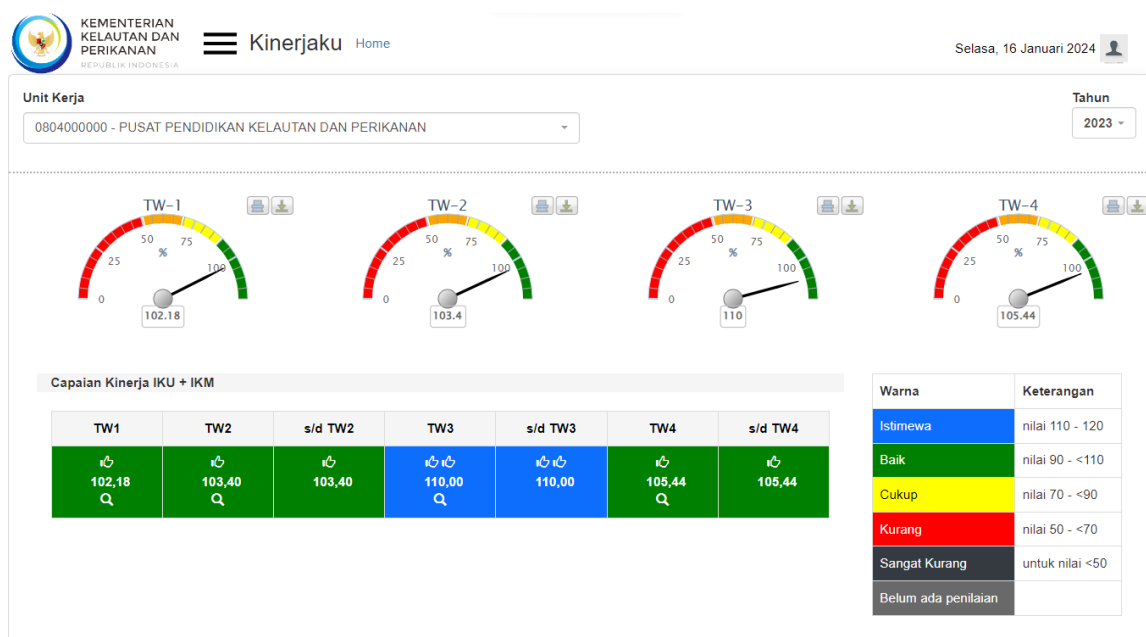 KEMENTERIAN
KELAUTAN DAN
PERIKANAN
REPUBLIK INDONESIA
Kinerjaku Home
Selasa, 16 Januari 2024
Unit Kerja
Tahun
0804000000 - PUSAT PENDIDIKAN KELAUTAN DAN PERIKANAN
2023
TW-1
0
25
50
75
100
%
102.18
TW-2
0
25
50
75
100
%
103.4
TW-3
0
25
50
75
100
%
110
TW-4
0
25
50
75
100
%
105.44
Capaian Kinerja IKU + IKM
TW1 TW2 s/d TW2 TW3 s/d TW3 TW4 s/d TW4
102,18 103,40 103,40 110,00 110,00 105,44 105,44
Warna Keterangan
Istimewa nilai 110 - 120
Baik nilai 90 - <110
Cukup nilai 70 - <90
Kurang nilai 50 - <70
Sangat Kurang untuk nilai <50
Belum ada penilaian